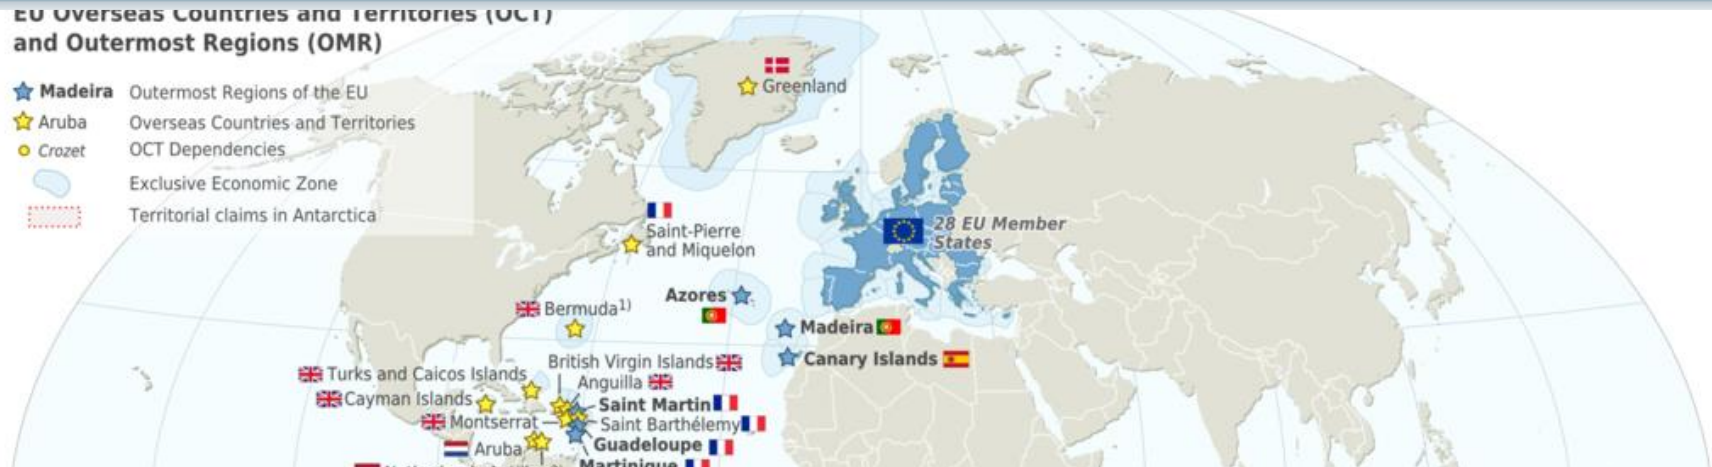 EU Overseas Countries and Territories (OCT)
and Outermost Regions (OMR)
Madeira Outermost Regions of the EU
Aruba Overseas Countries and Territories
Crozet OCT Dependencies
Exclusive Economic Zone
Territorial claims in Antarctica
Greenland
28 EU Member
States
Saint-Pierre
and Miquelon
Azores
Bermuda1)
Madeira
Canary Islands
British Virgin Islands
Turks and Caicos Islands
Anguilla
Cayman Islands
Saint Martin
Montserrat
Saint Barthélemy
Aruba
Guadeloupe
Martinique